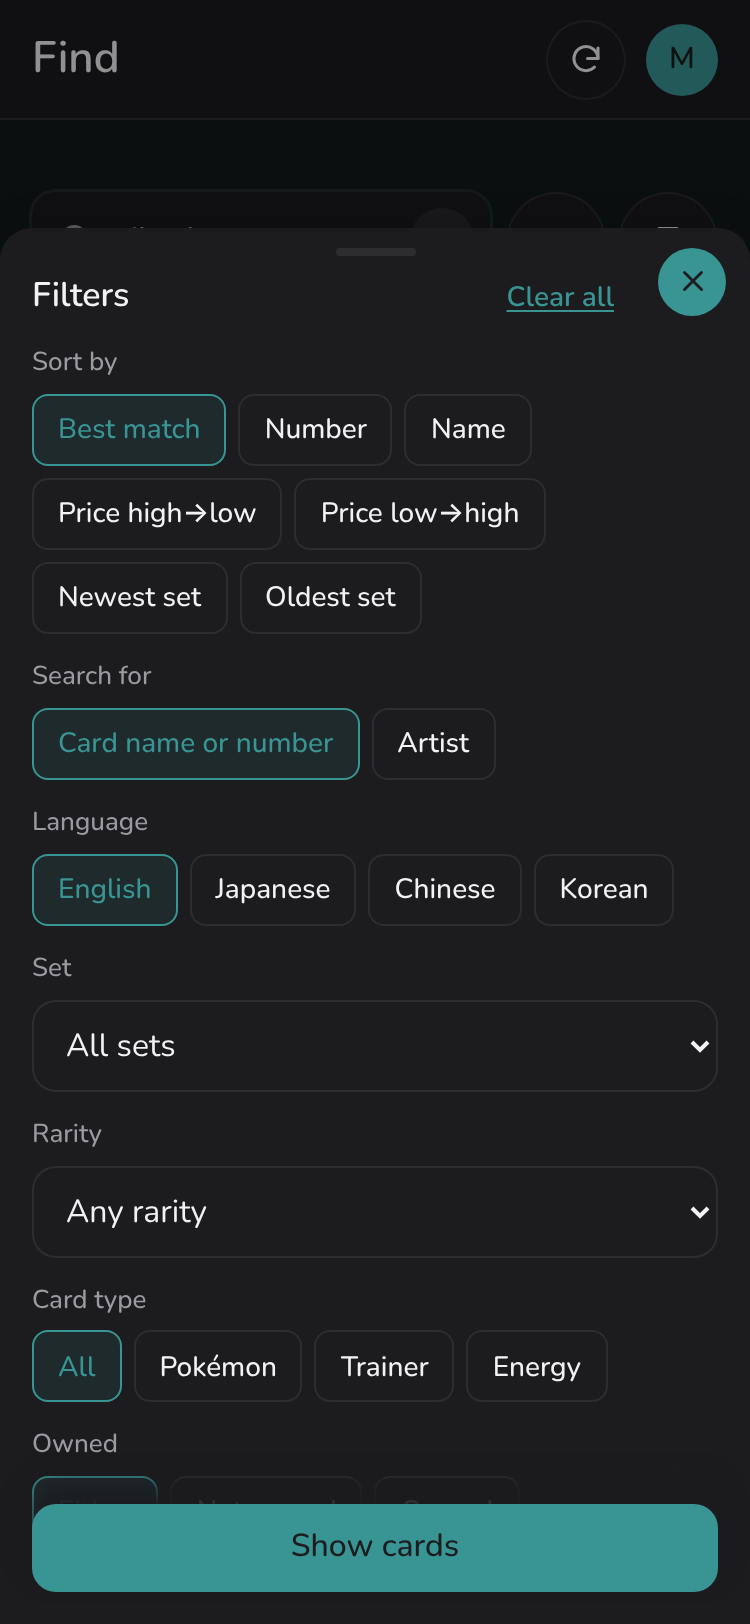 Find
M
Filters
Clear all
Sort by
Best match
Number
Name
Price high→low
Price low→high
Newest set
Oldest set
Search for
Card name or number
Artist
Language
English
Japanese
Chinese
Korean
Set
All sets
Rarity
Any rarity
Card type
All
Pokémon
Trainer
Energy
Owned
Show cards